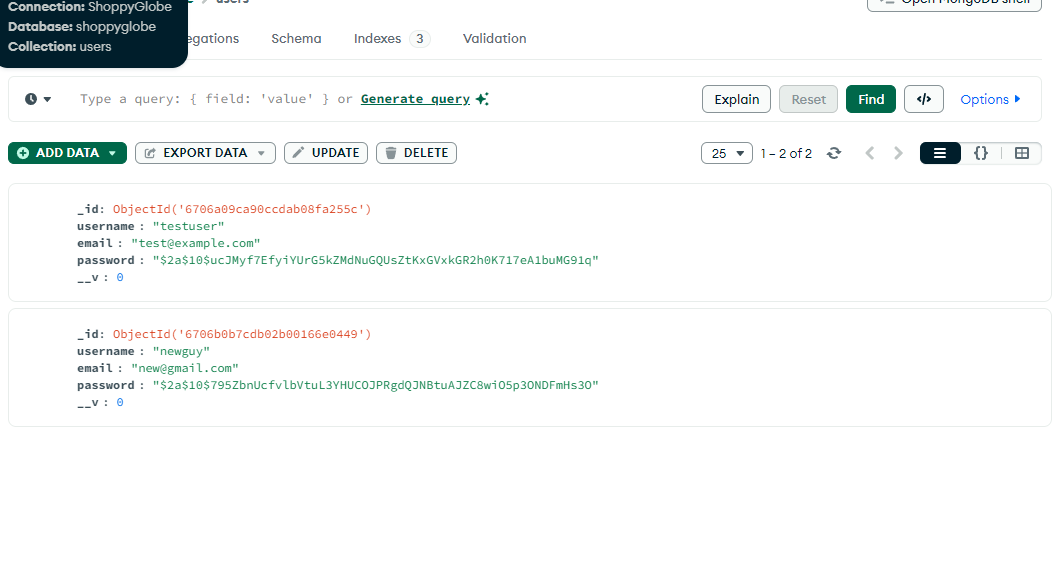 Connection: ShoppyGlobe
users
Open MongoDB shell
Database: shoppyglobe
Collection: users
egations Schema Indexes 3 Validation
Type a query: { field: 'value' } or Generate query Explain Reset Find </> Options
ADD DATA EXPORT DATA UPDATE DELETE 25 1 – 2 of 2 {}
_id: ObjectId('6706a09ca90ccdab08fa255c')
username : "testuser"
email : "test@example.com"
password : "$2a$10$ucJMyf7EfyiYUrG5kZMdNuGQUsZtKxGVxkGR2h0K717eA1buMG91q"
__v : 0
_id: ObjectId('6706b0b7cdb02b00166e0449')
username : "newguy"
email : "new@gmail.com"
password : "$2a$10$795ZbnUcfvlbVtuL3YHUCOJPRgdQJNBtuAJZC8wiO5p3ONDFmHs3O"
__v : 0